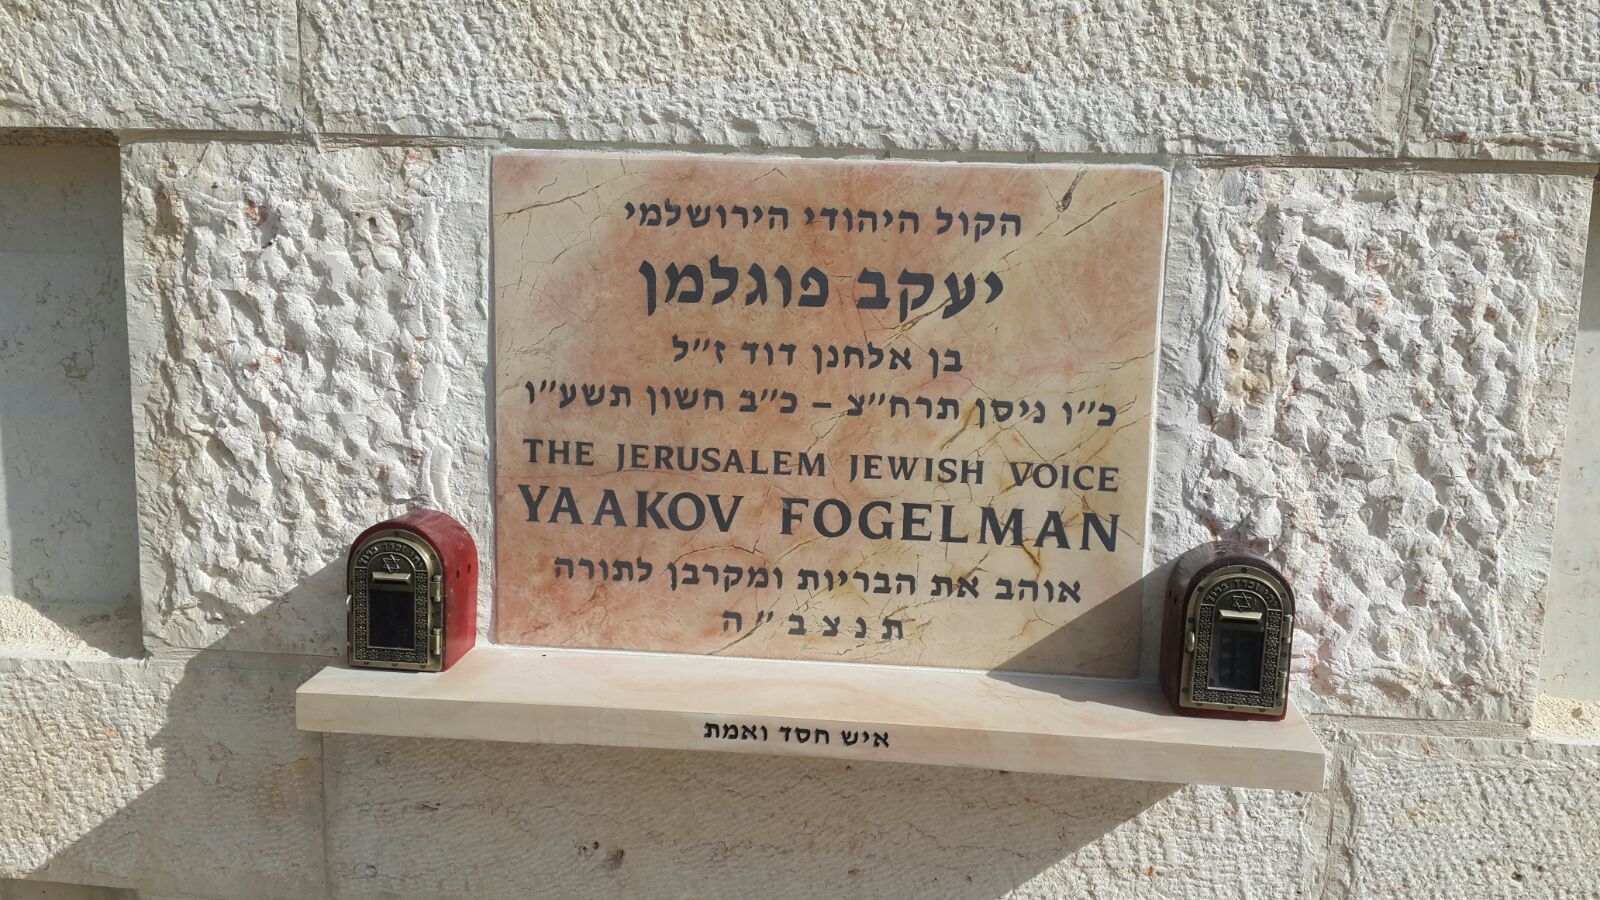 הקול היהודי הירושלמי
יעקב פוגלמן
בן אלחנן דוד ז״ל
כ״ו ניסן תרח״צ – כ״ב חשון תשע״ו
THE JERUSALEM JEWISH VOICE
YAAKOV FOGELMAN
אוהב את הבריות ומקרבן לתורה
ת נ צ ב ״ ה
איש חסד ואמת